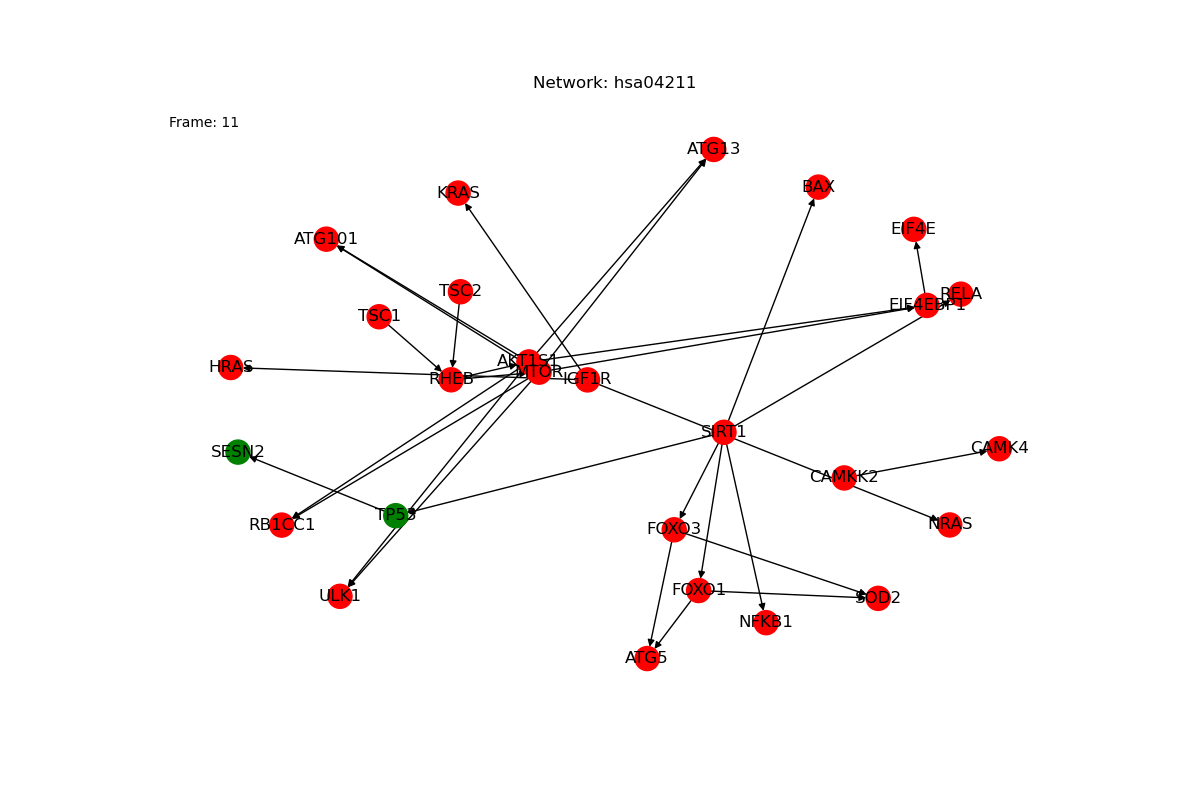 Network: hsa04211
Frame: 11
ATG13
BAX
KRAS
EIF4E
ATG101
TSC2
RELA
EIF4EBP1
TSC1
AKT1S1
HRAS
MTOR
RHEB
IGF1R
SIRT1
CAMK4
SESN2
CAMKK2
TP53
RB1CC1
NRAS
FOXO3
FOXO1
ULK1
SOD2
NFKB1
ATG5